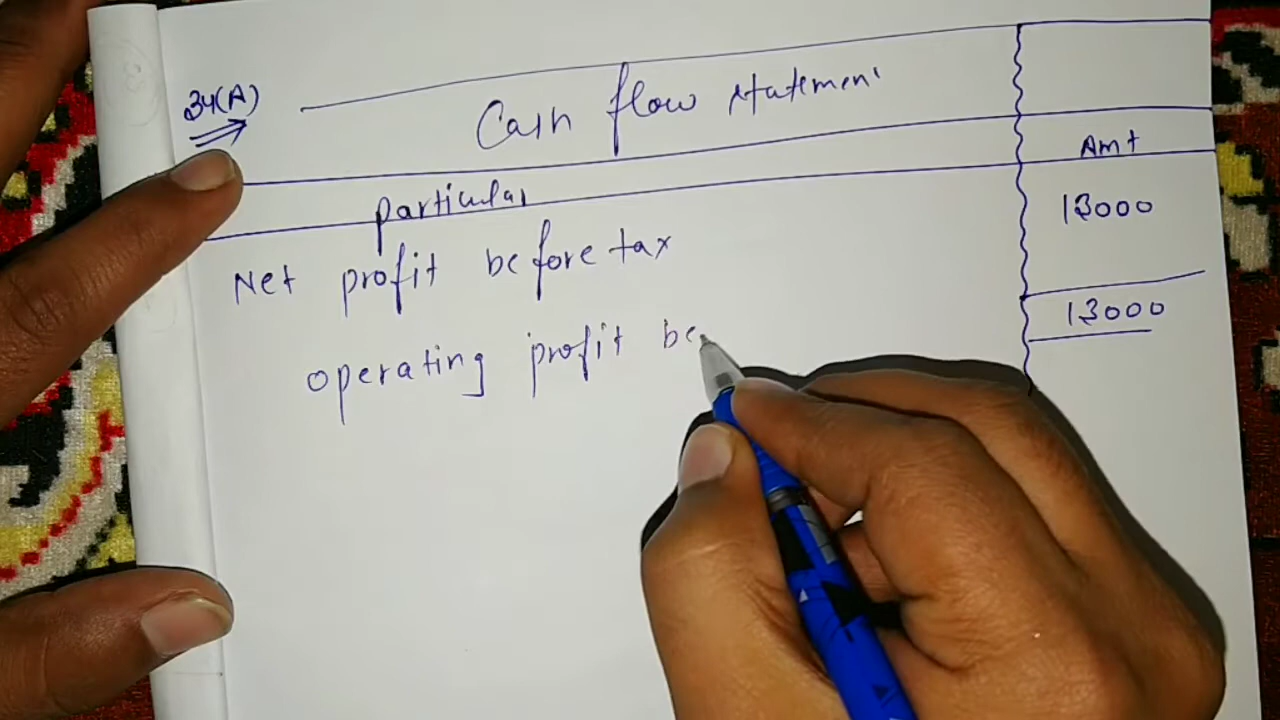 34(A)
Cash flow statement
particular Amt
Net profit before tax 13000
13000
operating profit be